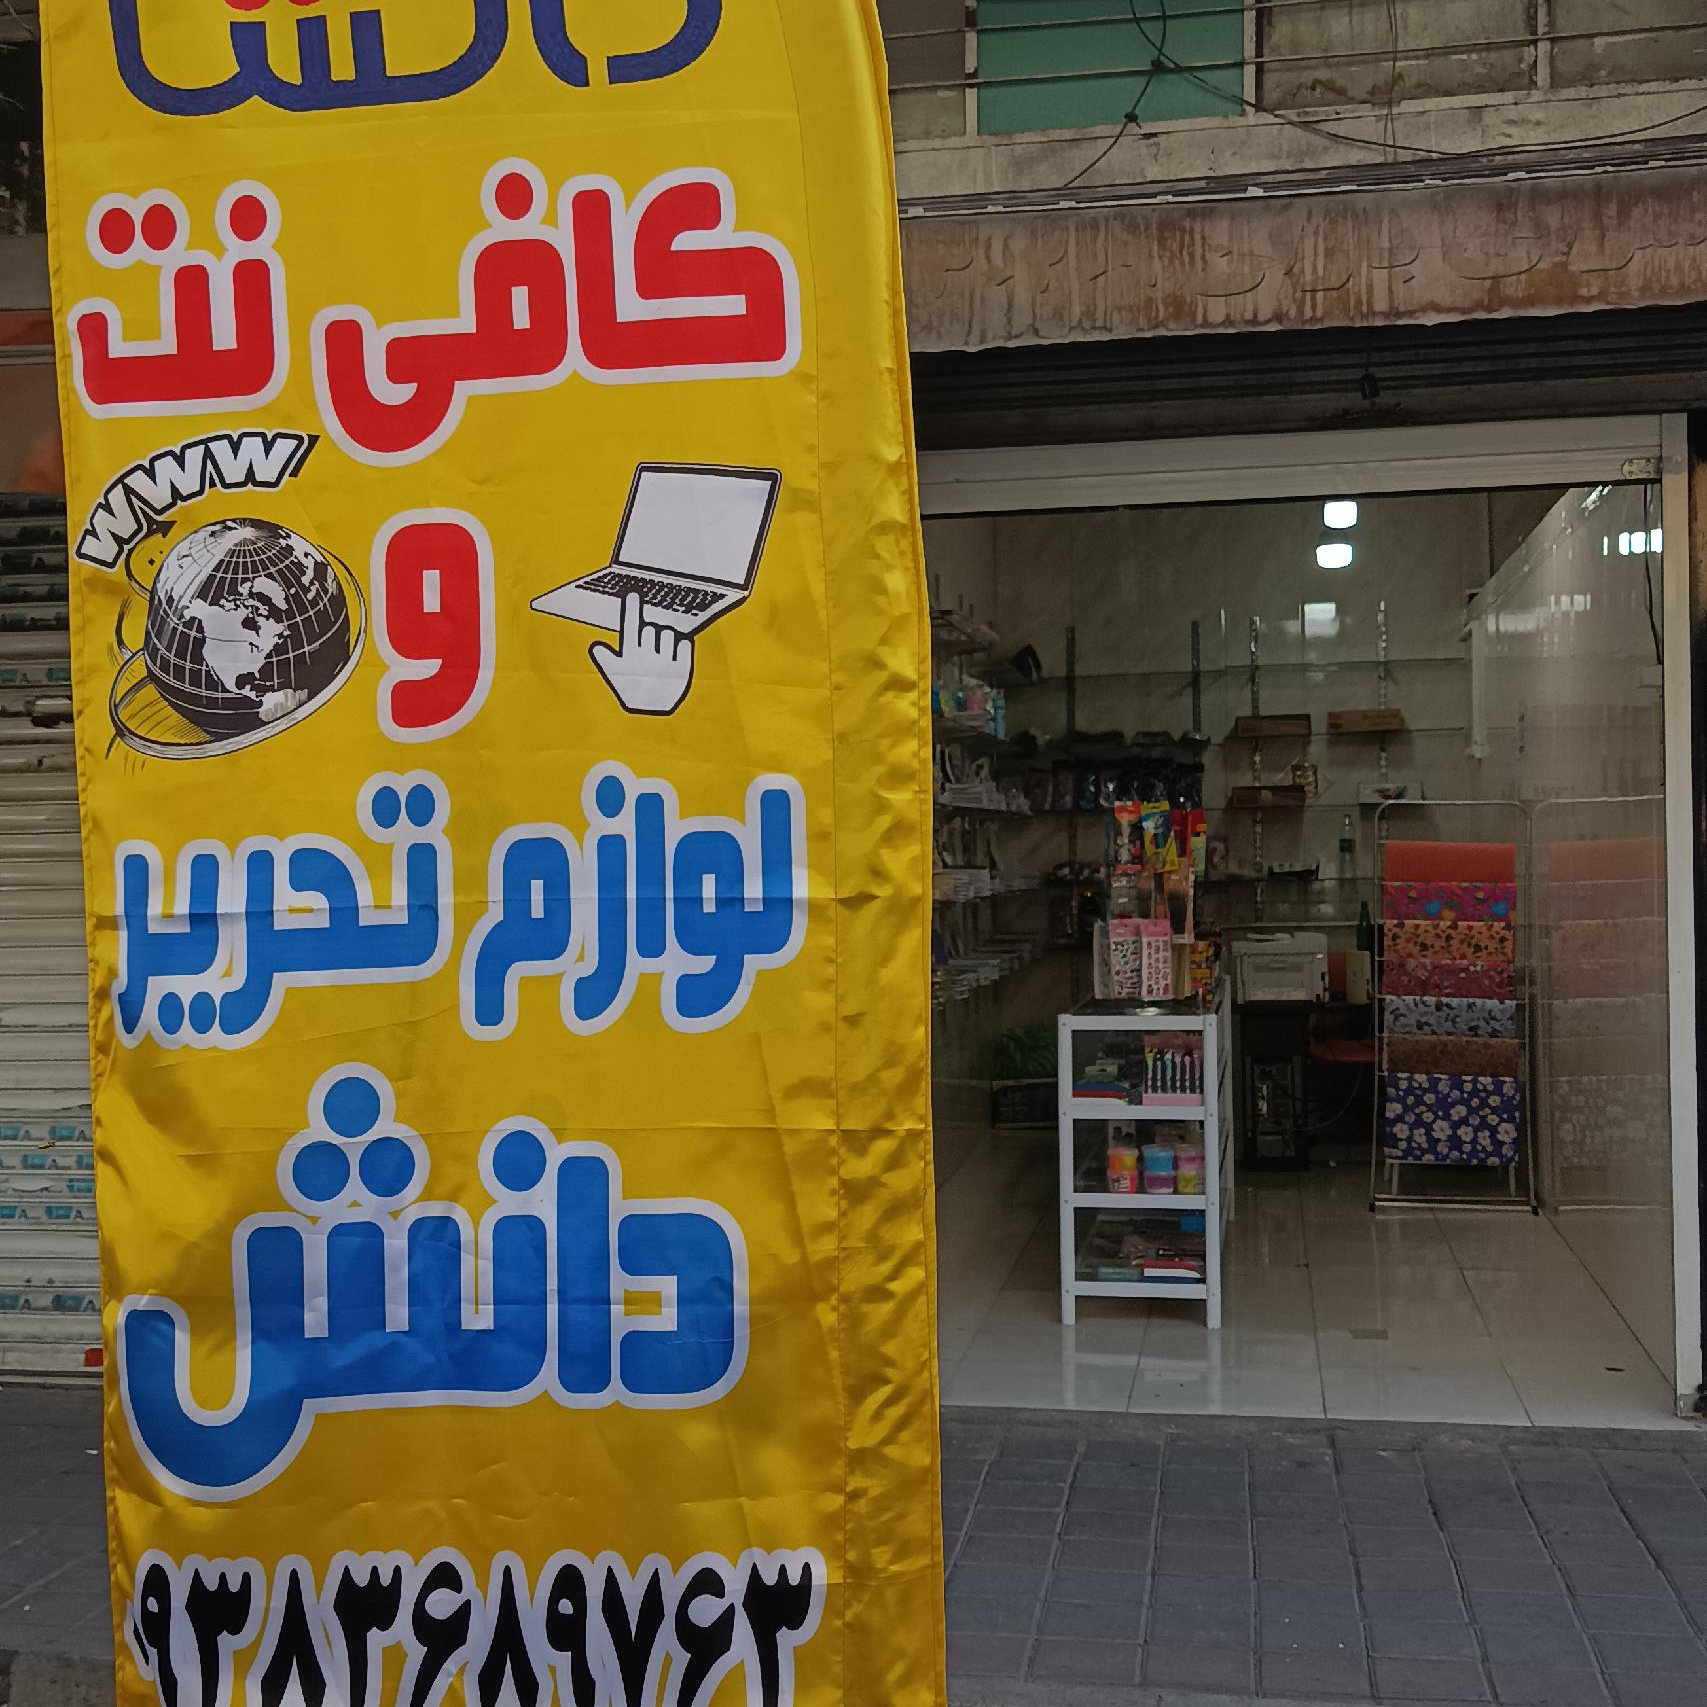 کافی نت
www
و
لوازم تحریر
دانش
۰۹۳۸۳۶۸۹۷۶۳